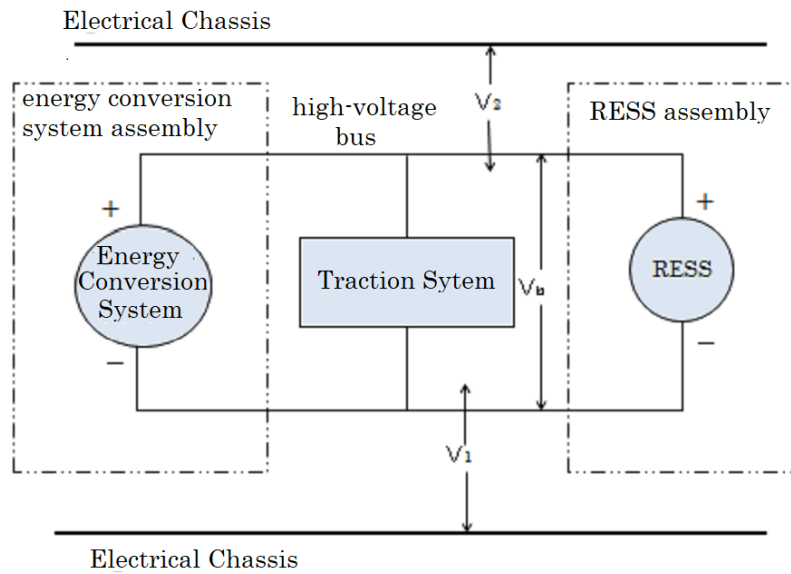 Electrical Chassis
energy conversion
system assembly
high-voltage
bus
V2
RESS assembly
+
+
Energy
Conversion
System
Traction Sytem
Vb
RESS
−
−
V1
Electrical Chassis